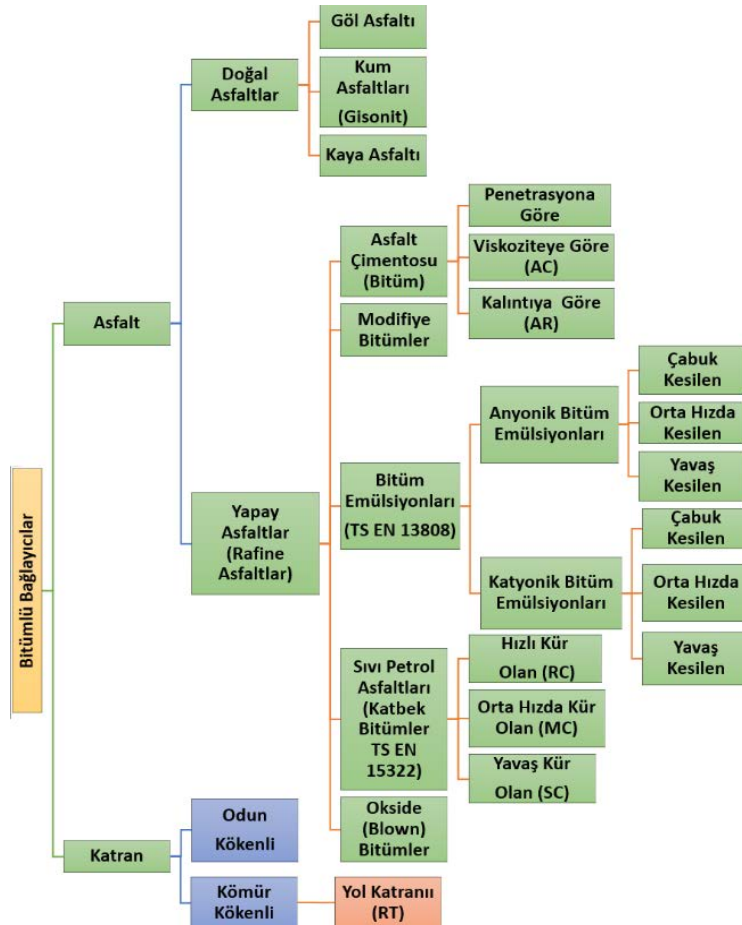 Bitümlü Bağlayıcılar
Asfalt
Doğal
Asfaltlar
Göl Asfaltı
Kum
Asfaltları
(Gisonit)
Kaya Asfaltı
Yapay
Asfaltlar
(Rafine
Asfaltlar)
Asfalt
Çimentosu
(Bitüm)
Penetrasyona
Göre
Viskoziteye Göre
(AC)
Kalıntıya Göre
(AR)
Modifiye
Bitümler
Bitüm
Emülsiyonları
(TS EN 13808)
Anyonik Bitüm
Emülsiyonları
Çabuk
Kesilen
Orta Hızda
Kesilen
Yavaş
Kesilen
Katyonik Bitüm
Emülsiyonları
Çabuk
Kesilen
Orta Hızda
Kesilen
Yavaş
Kesilen
Sıvı Petrol
Asfaltları
(Katbek
Bitümler
TS EN
15322)
Hızlı Kür
Olan (RC)
Orta Hızda Kür
Olan (MC)
Yavaş Kür
Olan (SC)
Okside
(Blown)
Bitümler
Katran
Odun
Kökenli
Kömür
Kökenli
Yol Katranıı
(RT)